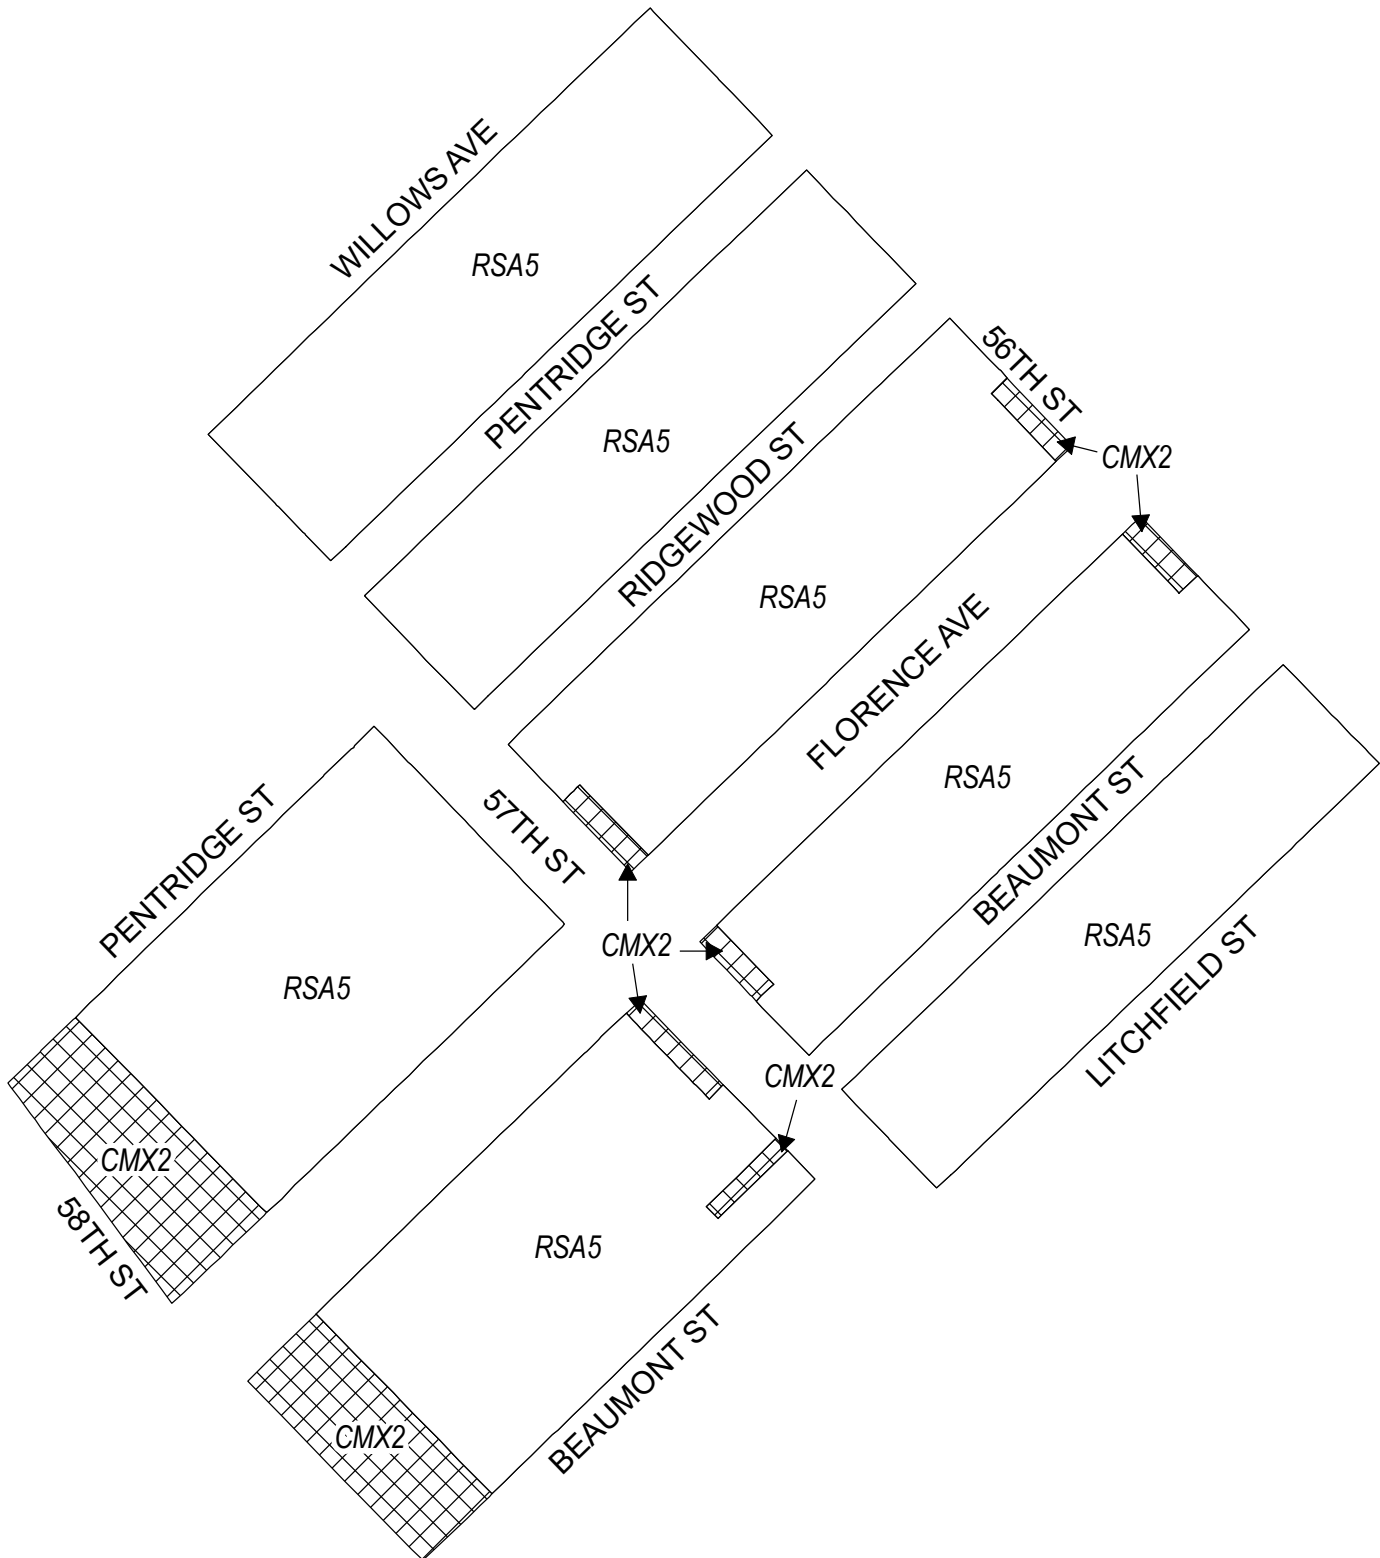 WILLOWS AVE
RSA5
PENTRIDGE ST
56TH ST
RSA5
CMX2
RIDGEWOOD ST
RSA5
FLORENCE AVE
RSA5
57TH ST
BEAUMONT ST
PENTRIDGE ST
RSA5
CMX2
RSA5
LITCHFIELD ST
CMX2
CMX2
58TH ST
RSA5
BEAUMONT ST
CMX2